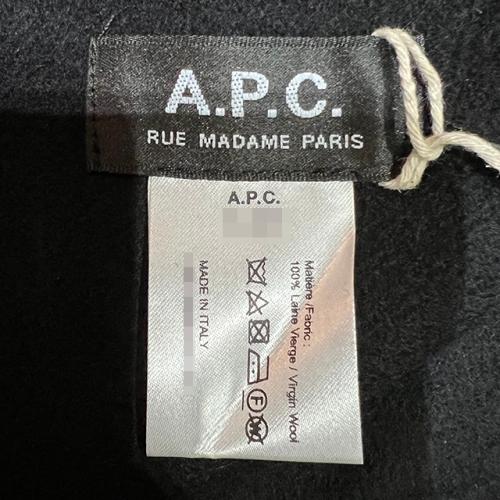 A.P.C.
RUE MADAME PARIS
A.P.C.
Matière /Fabric :
100% Laine Vierge / Virgin Wool
F
MADE IN ITALY